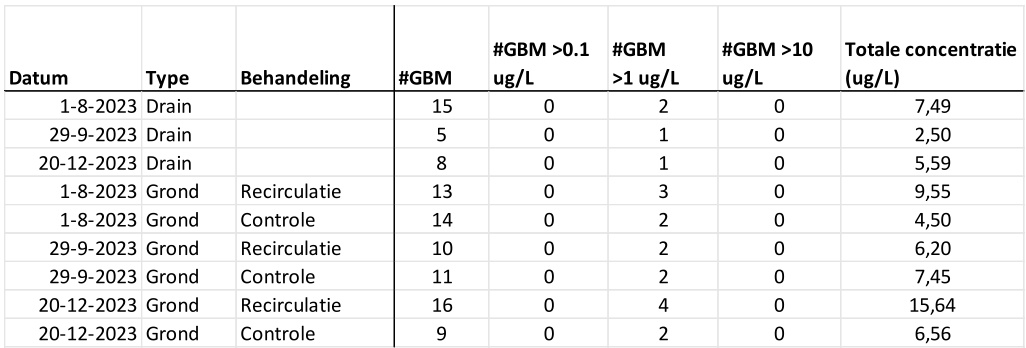 Datum Type Behandeling #GBM #GBM >0.1 ug/L #GBM >1 ug/L #GBM >10 ug/L Totale concentratie (ug/L)
1-8-2023 Drain 15 0 2 0 7,49
29-9-2023 Drain 5 0 1 0 2,50
20-12-2023 Drain 8 0 1 0 5,59
1-8-2023 Grond Recirculatie 13 0 3 0 9,55
1-8-2023 Grond Controle 14 0 2 0 4,50
29-9-2023 Grond Recirculatie 10 0 2 0 6,20
29-9-2023 Grond Controle 11 0 2 0 7,45
20-12-2023 Grond Recirculatie 16 0 4 0 15,64
20-12-2023 Grond Controle 9 0 2 0 6,56